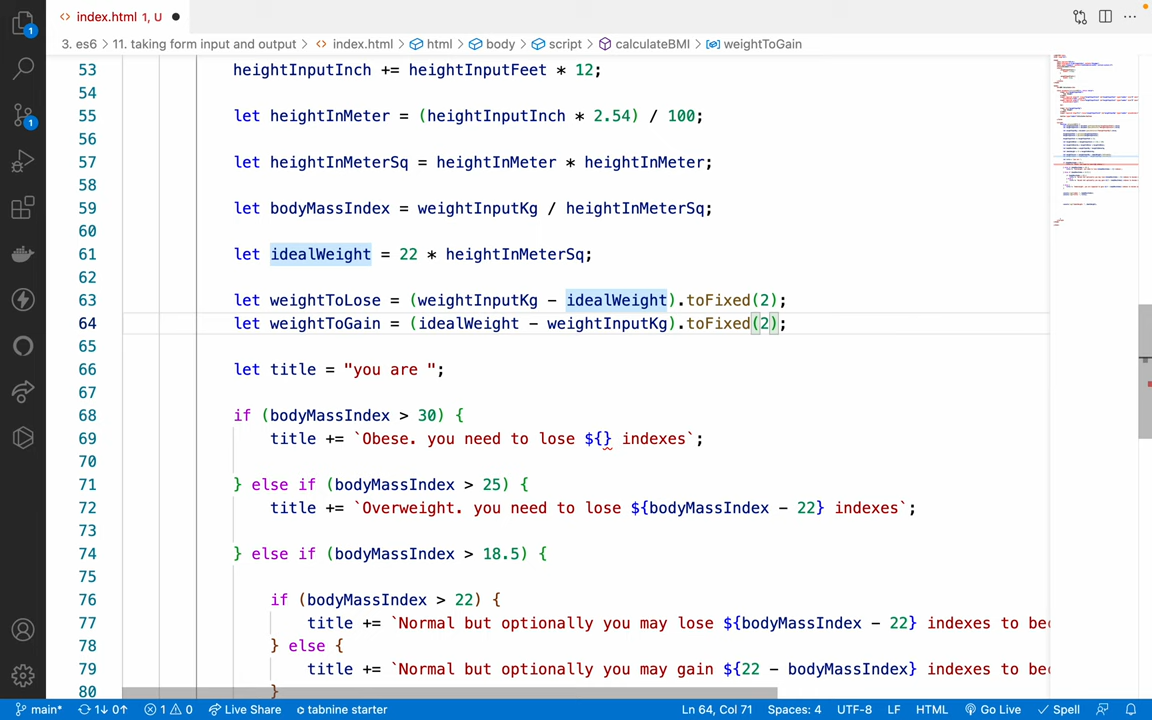 index.html 1, U
3. es6 11. taking form input and output index.html html body script calculateBMI weightToGain
53 heightInputInch += heightInputFeet * 12;
54
55 let heightInMeter = (heightInputInch * 2.54) / 100;
56
57 let heightInMeterSq = heightInMeter * heightInMeter;
58
59 let bodyMassIndex = weightInputKg / heightInMeterSq;
60
61 let idealWeight = 22 * heightInMeterSq;
62
63 let weightToLose = (weightInputKg - idealWeight).toFixed(2);
64 let weightToGain = (idealWeight - weightInputKg).toFixed(2);
65
66 let title = "you are ";
67
68 if (bodyMassIndex > 30) {
69 title += `Obese. you need to lose ${} indexes`;
70
71 } else if (bodyMassIndex > 25) {
72 title += `Overweight. you need to lose ${bodyMassIndex - 22} indexes`;
73
74 } else if (bodyMassIndex > 18.5) {
75
76 if (bodyMassIndex > 22) {
77 title += `Normal but optionally you may lose ${bodyMassIndex - 22} indexes to bec
78 } else {
79 title += `Normal but optionally you may gain ${22 - bodyMassIndex} indexes to bec
80 }
main* 1↓ 0↑ 1 0 Live Share tabnine starter Ln 64, Col 71 Spaces: 4 UTF-8 LF HTML Go Live Spell